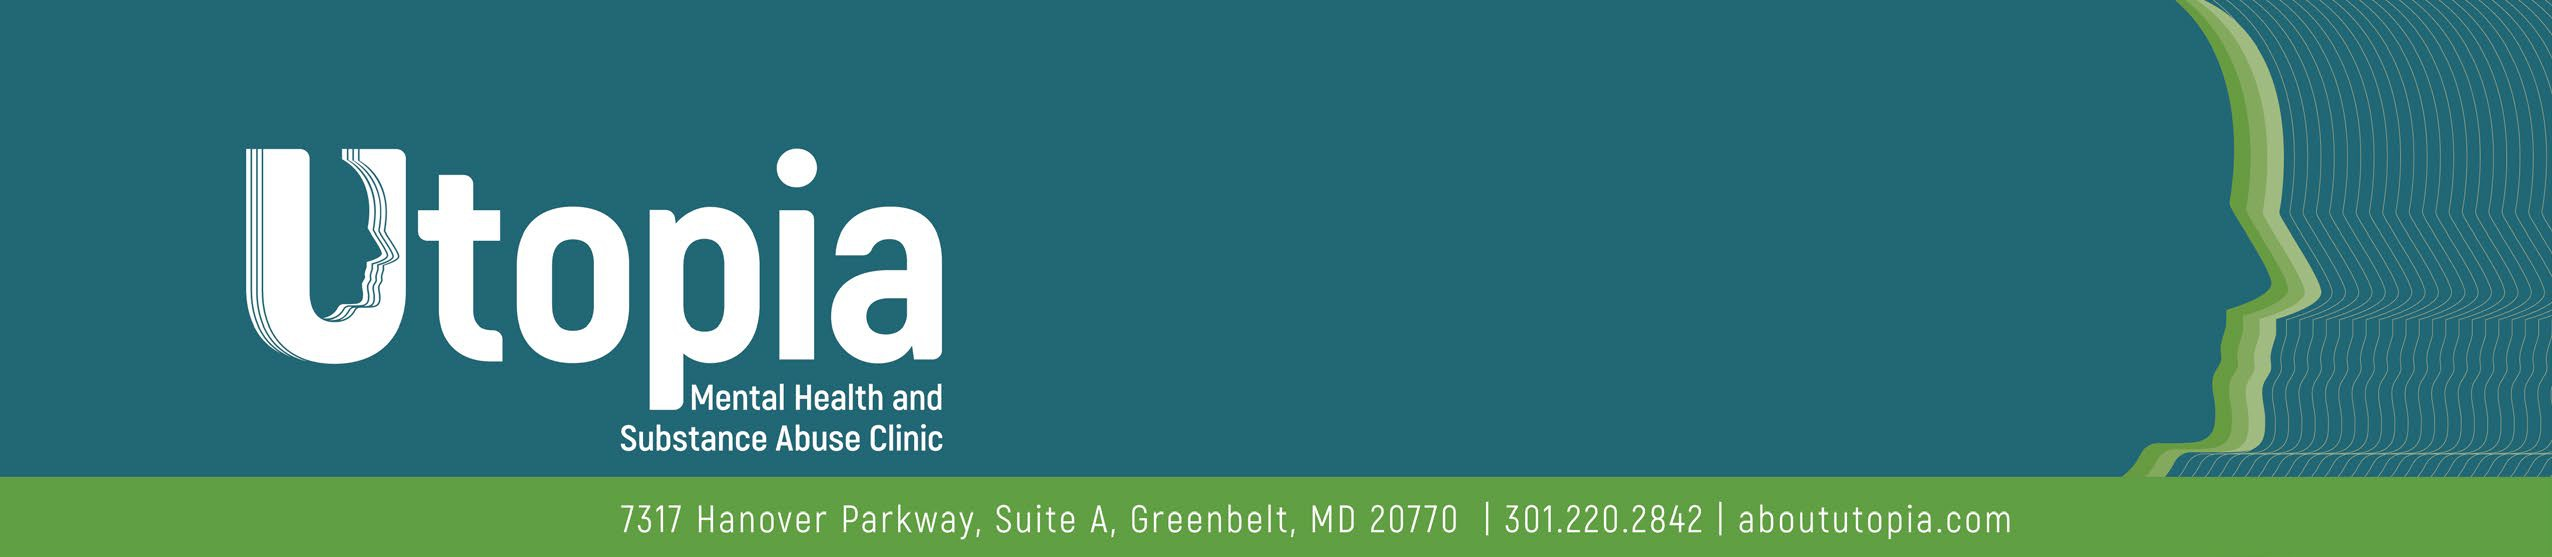 Utopia
Mental Health and
Substance Abuse Clinic
7317 Hanover Parkway, Suite A, Greenbelt, MD 20770 | 301.220.2842 | aboututopia.com